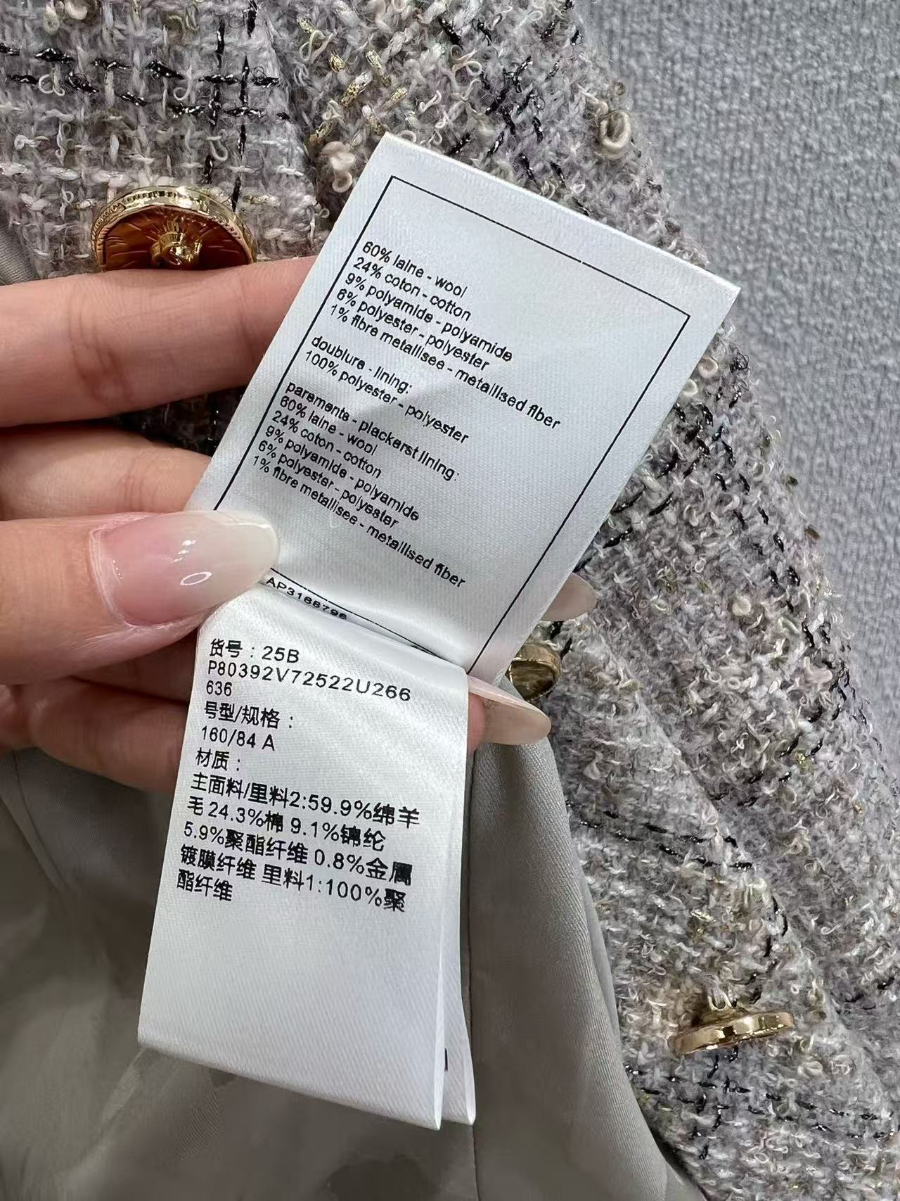 60% laine - wool
24% coton - cotton
9% polyamide - polyamide
6% polyester - polyester
1% fibre metallisee - metallised fiber
doublure - lining:
100% polyester - polyester
parements - plackerst lining:
60% laine - wool
24% coton - cotton
9% polyamide - polyamide
6% polyester - polyester
1% fibre metallisee - metallised fiber
货号：25B
P80392V72522U266
636
号型/规格：
160/84 A
材质：
主面料/里料2:59.9%绵羊
毛 24.3%棉 9.1%锦纶
5.9%聚酯纤维 0.8%金属
镀膜纤维 里料1:100%聚
酯纤维